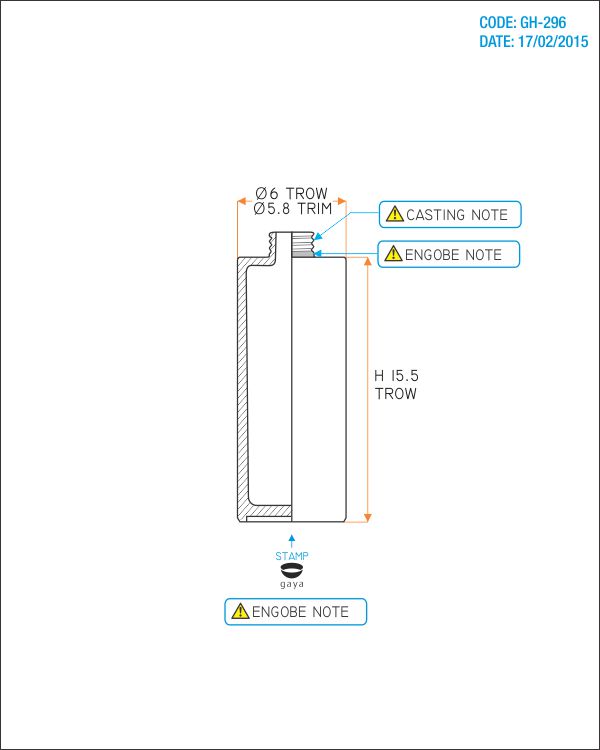 CODE: GH-296
DATE: 17/02/2015
Ø6 TROW
Ø5.8 TRIM
CASTING NOTE
ENGOBE NOTE
H 15.5
TROW
STAMP
gaya
ENGOBE NOTE